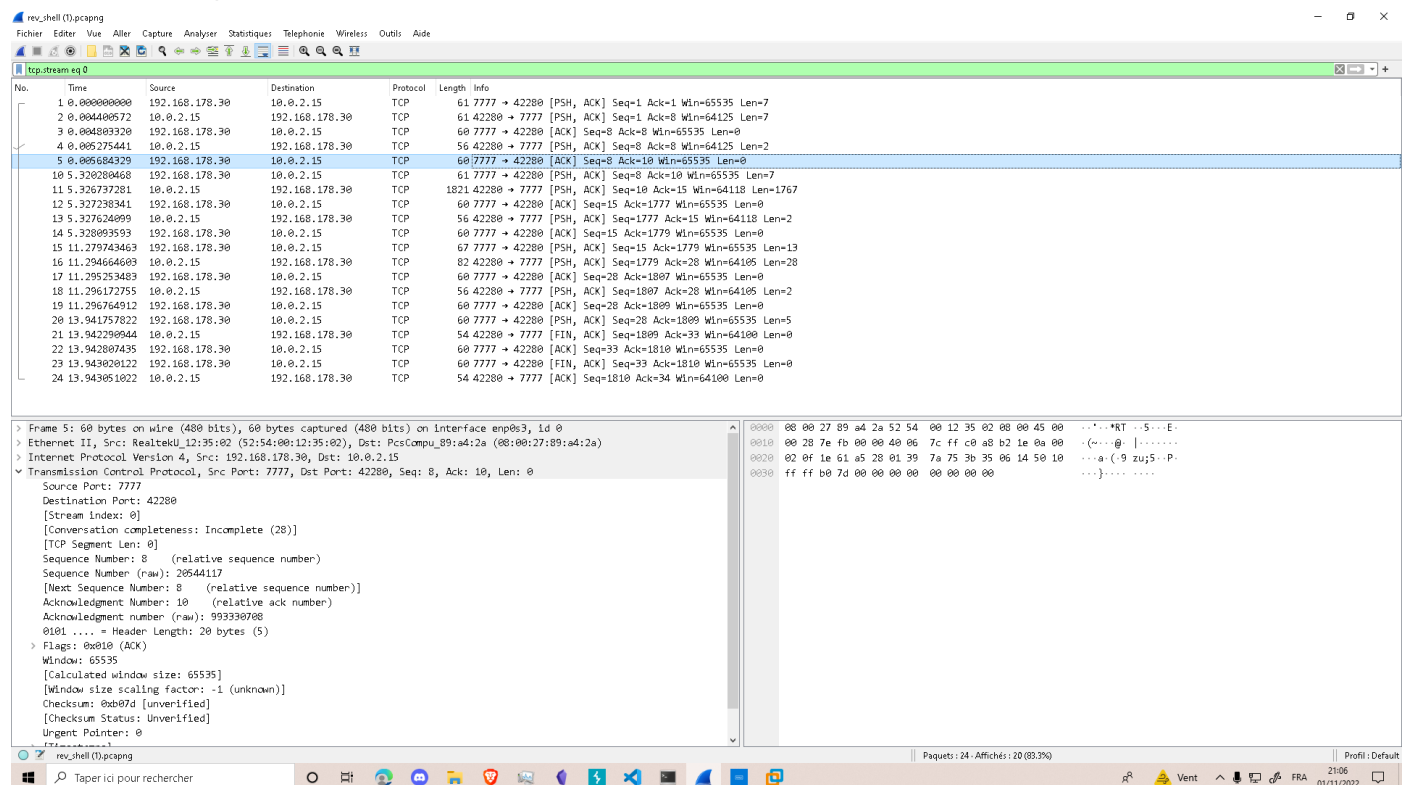 rev_shell (1).pcapng
Fichier Editer Vue Aller Capture Analyser Statistiques Telephonie Wireless Outils Aide
tcp.stream eq 0
No. Time Source Destination Protocol Length Info
1 0.000000000 192.168.178.30 10.0.2.15 TCP 61 7777 → 42280 [PSH, ACK] Seq=1 Ack=1 Win=65535 Len=7
2 0.004400572 10.0.2.15 192.168.178.30 TCP 61 42280 → 7777 [PSH, ACK] Seq=1 Ack=8 Win=64125 Len=7
3 0.004803320 192.168.178.30 10.0.2.15 TCP 60 7777 → 42280 [ACK] Seq=8 Ack=8 Win=65535 Len=0
4 0.005275441 10.0.2.15 192.168.178.30 TCP 56 42280 → 7777 [PSH, ACK] Seq=8 Ack=8 Win=64125 Len=2
5 0.005684329 192.168.178.30 10.0.2.15 TCP 60 7777 → 42280 [ACK] Seq=8 Ack=10 Win=65535 Len=0
10 5.320280468 192.168.178.30 10.0.2.15 TCP 61 7777 → 42280 [PSH, ACK] Seq=8 Ack=10 Win=65535 Len=7
11 5.326737281 10.0.2.15 192.168.178.30 TCP 1821 42280 → 7777 [PSH, ACK] Seq=10 Ack=15 Win=64118 Len=1767
12 5.327238341 192.168.178.30 10.0.2.15 TCP 60 7777 → 42280 [ACK] Seq=15 Ack=1777 Win=65535 Len=0
13 5.327624099 10.0.2.15 192.168.178.30 TCP 56 42280 → 7777 [PSH, ACK] Seq=1777 Ack=15 Win=64118 Len=2
14 5.328093593 192.168.178.30 10.0.2.15 TCP 60 7777 → 42280 [ACK] Seq=15 Ack=1779 Win=65535 Len=0
15 11.279743463 192.168.178.30 10.0.2.15 TCP 67 7777 → 42280 [PSH, ACK] Seq=15 Ack=1779 Win=65535 Len=13
16 11.294664603 10.0.2.15 192.168.178.30 TCP 82 42280 → 7777 [PSH, ACK] Seq=1779 Ack=28 Win=64105 Len=28
17 11.295253483 192.168.178.30 10.0.2.15 TCP 60 7777 → 42280 [ACK] Seq=28 Ack=1807 Win=65535 Len=0
18 11.296172755 10.0.2.15 192.168.178.30 TCP 56 42280 → 7777 [PSH, ACK] Seq=1807 Ack=28 Win=64105 Len=2
19 11.296764912 192.168.178.30 10.0.2.15 TCP 60 7777 → 42280 [ACK] Seq=28 Ack=1809 Win=65535 Len=0
20 13.941757822 192.168.178.30 10.0.2.15 TCP 60 7777 → 42280 [PSH, ACK] Seq=28 Ack=1809 Win=65535 Len=5
21 13.942290944 10.0.2.15 192.168.178.30 TCP 54 42280 → 7777 [FIN, ACK] Seq=1809 Ack=33 Win=64100 Len=0
22 13.942807435 192.168.178.30 10.0.2.15 TCP 60 7777 → 42280 [ACK] Seq=33 Ack=1810 Win=65535 Len=0
23 13.943020122 192.168.178.30 10.0.2.15 TCP 60 7777 → 42280 [FIN, ACK] Seq=33 Ack=1810 Win=65535 Len=0
24 13.943051022 10.0.2.15 192.168.178.30 TCP 54 42280 → 7777 [ACK] Seq=1810 Ack=34 Win=64100 Len=0
Frame 5: 60 bytes on wire (480 bits), 60 bytes captured (480 bits) on interface enp0s3, id 0
Ethernet II, Src: RealtekU_12:35:02 (52:54:00:12:35:02), Dst: PcsCompu_89:a4:2a (08:00:27:89:a4:2a)
Internet Protocol Version 4, Src: 192.168.178.30, Dst: 10.0.2.15
Transmission Control Protocol, Src Port: 7777, Dst Port: 42280, Seq: 8, Ack: 10, Len: 0
Source Port: 7777
Destination Port: 42280
[Stream index: 0]
[Conversation completeness: Incomplete (28)]
[TCP Segment Len: 0]
Sequence Number: 8 (relative sequence number)
Sequence Number (raw): 20544117
[Next Sequence Number: 8 (relative sequence number)]
Acknowledgment Number: 10 (relative ack number)
Acknowledgment number (raw): 993330708
0101 .... = Header Length: 20 bytes (5)
Flags: 0x010 (ACK)
Window: 65535
[Calculated window size: 65535]
[Window size scaling factor: -1 (unknown)]
Checksum: 0xb07d [unverified]
[Checksum Status: Unverified]
Urgent Pointer: 0
0000 08 00 27 89 a4 2a 52 54 00 12 35 02 08 00 45 00 ··'··*RT ··5···E·
0010 00 28 7e fb 00 00 40 06 7c ff c0 a8 b2 1e 0a 00 ·(~···@· |·······
0020 02 0f 1e 61 a5 28 01 39 7a 75 3b 35 06 14 50 10 ···a·(·9 zu;5··P·
0030 ff ff b0 7d 00 00 00 00 00 00 00 00 ···}···· ····
rev_shell (1).pcapng
Paquets : 24 · Affichés : 20 (83.3%)
Profil : Default
Taper ici pour rechercher
Vent
FRA
21:06
01/11/2022